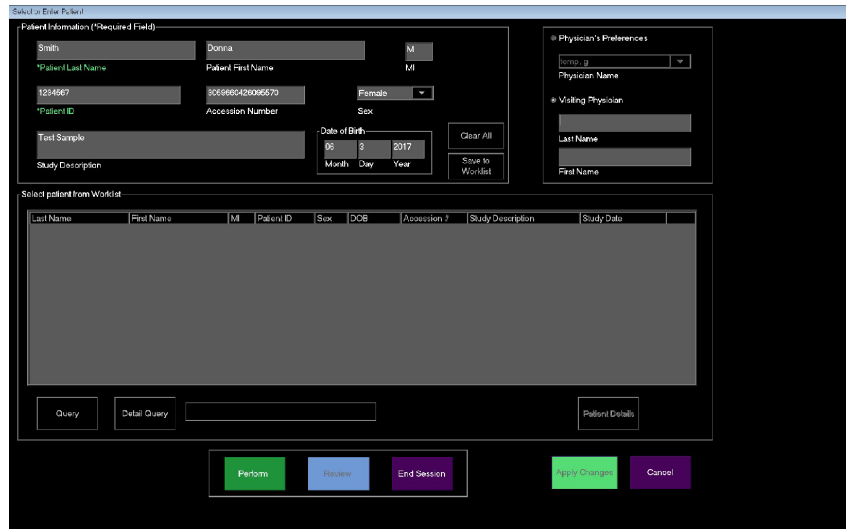 Select or Enter Patient
Patient Information (*Required Field)
Smith Donna M
*Patient Last Name Patient First Name MI
1234567 3059660426095570 Female
*Patient ID Accession Number Sex
Test Sample
Study Description
Date of Birth
06 3 2017
Month Day Year
Clear All
Save to
Worklist
Physician's Preferences
temp, g
Physician Name
Visiting Physician
Last Name
First Name
Select patient from Worklist
Last Name First Name MI Patient ID Sex DOB Accession # Study Description Study Date
Query Detail Query Patient Details
Perform Review End Session Apply Changes Cancel